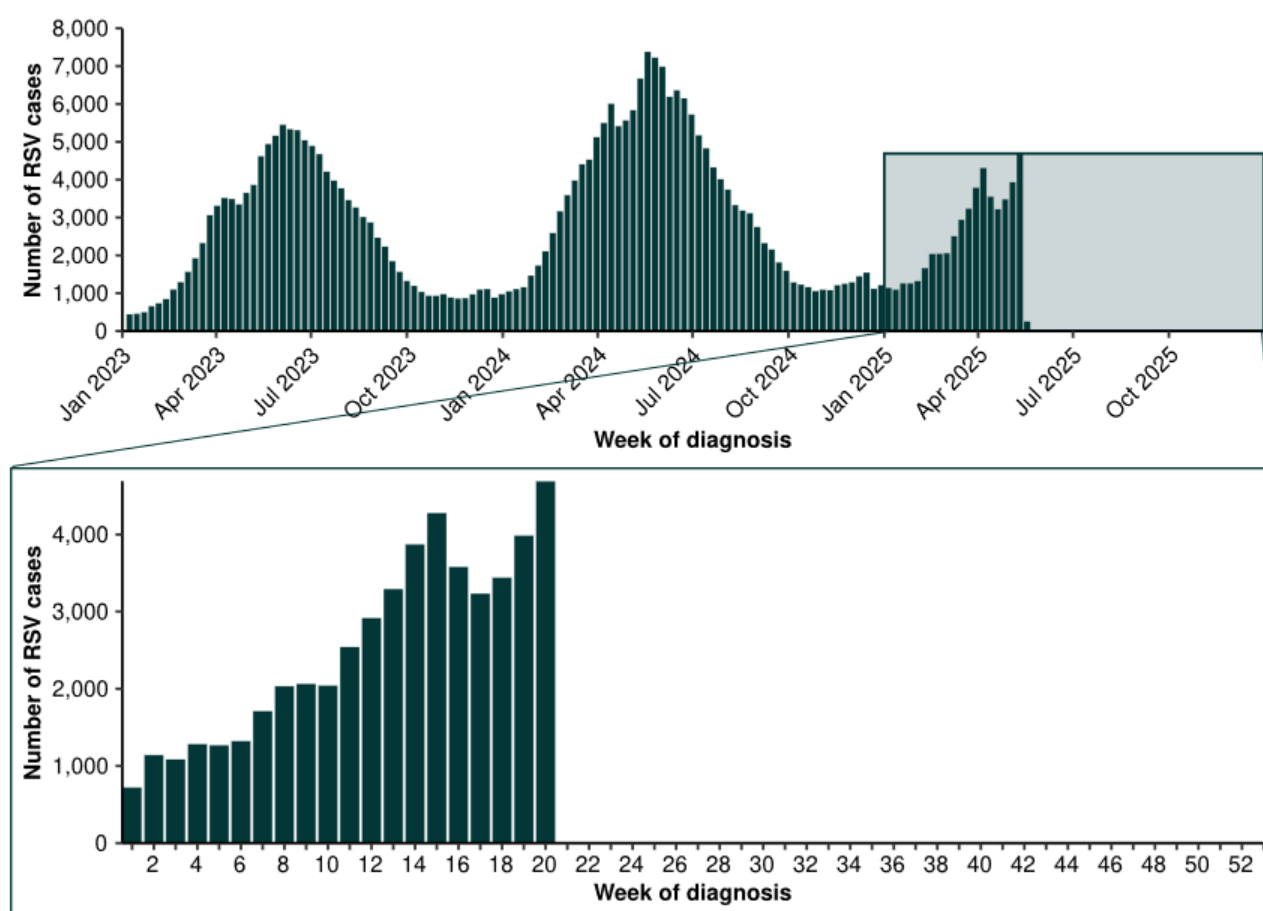 8,000
7,000
6,000
5,000
4,000
3,000
2,000
1,000
0
Number of RSV cases
Jan 2023
Apr 2023
Jul 2023
Oct 2023
Jan 2024
Apr 2024
Jul 2024
Oct 2024
Jan 2025
Apr 2025
Jul 2025
Oct 2025
Week of diagnosis
4,000
3,000
2,000
1,000
0
Number of RSV cases
2 4 6 8 10 12 14 16 18 20 22 24 26 28 30 32 34 36 38 40 42 44 46 48 50 52
Week of diagnosis